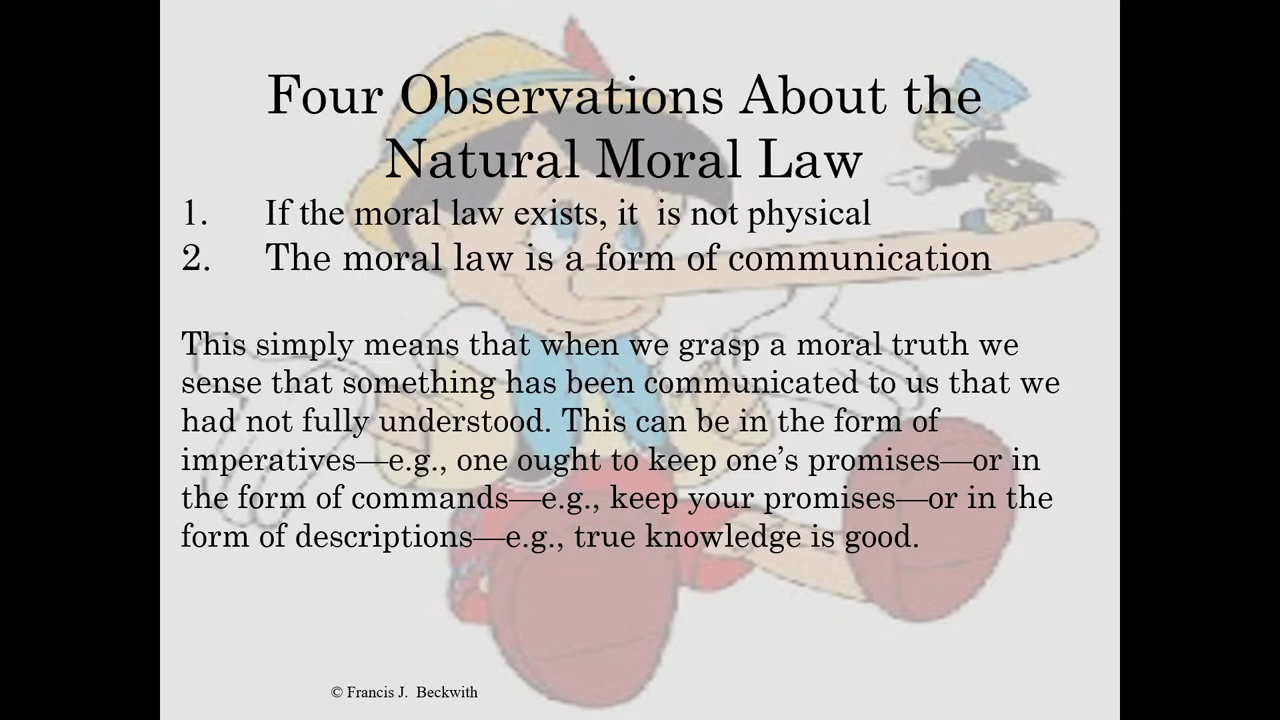 Four Observations About the
Natural Moral Law
1. If the moral law exists, it  is not physical
2. The moral law is a form of communication
This simply means that when we grasp a moral truth we
sense that something has been communicated to us that we
had not fully understood. This can be in the form of
imperatives—e.g., one ought to keep one’s promises—or in
the form of commands—e.g., keep your promises—or in the
form of descriptions—e.g., true knowledge is good.
© Francis J.  Beckwith